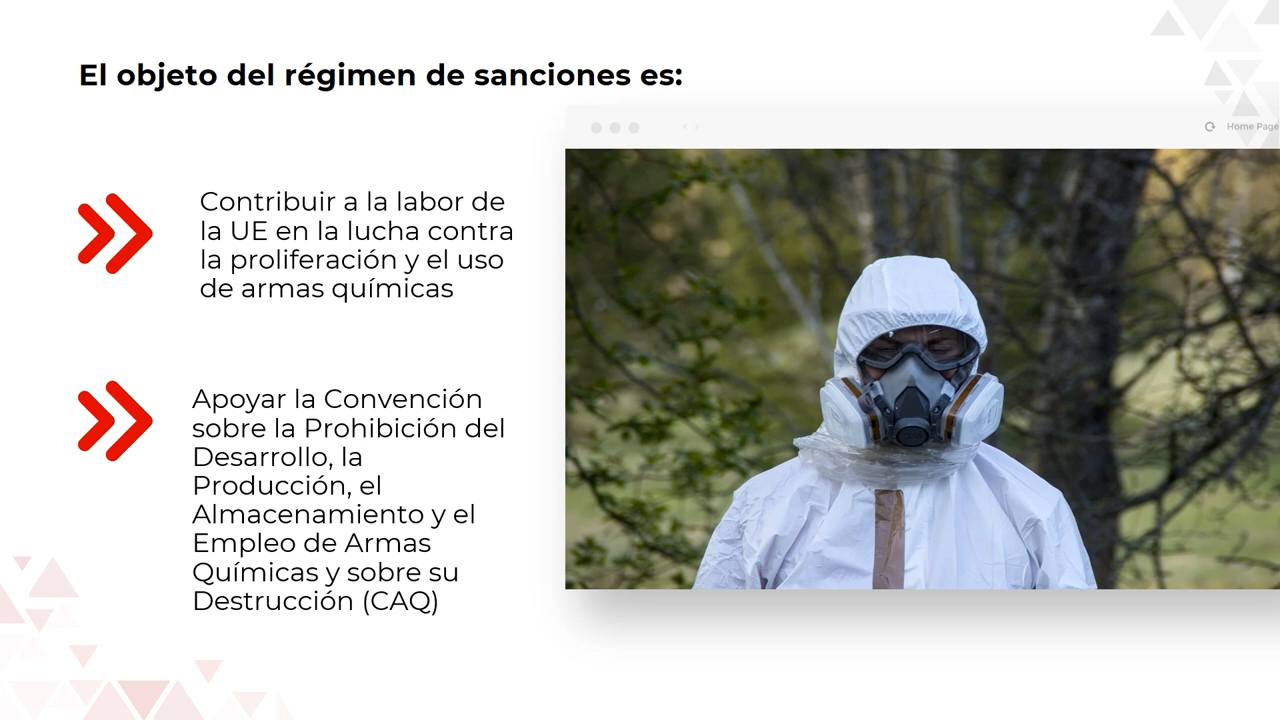 El objeto del régimen de sanciones es:
Home Page
Contribuir a la labor de
la UE en la lucha contra
la proliferación y el uso
de armas químicas
Apoyar la Convención
sobre la Prohibición del
Desarrollo, la
Producción, el
Almacenamiento y el
Empleo de Armas
Químicas y sobre su
Destrucción (CAQ)